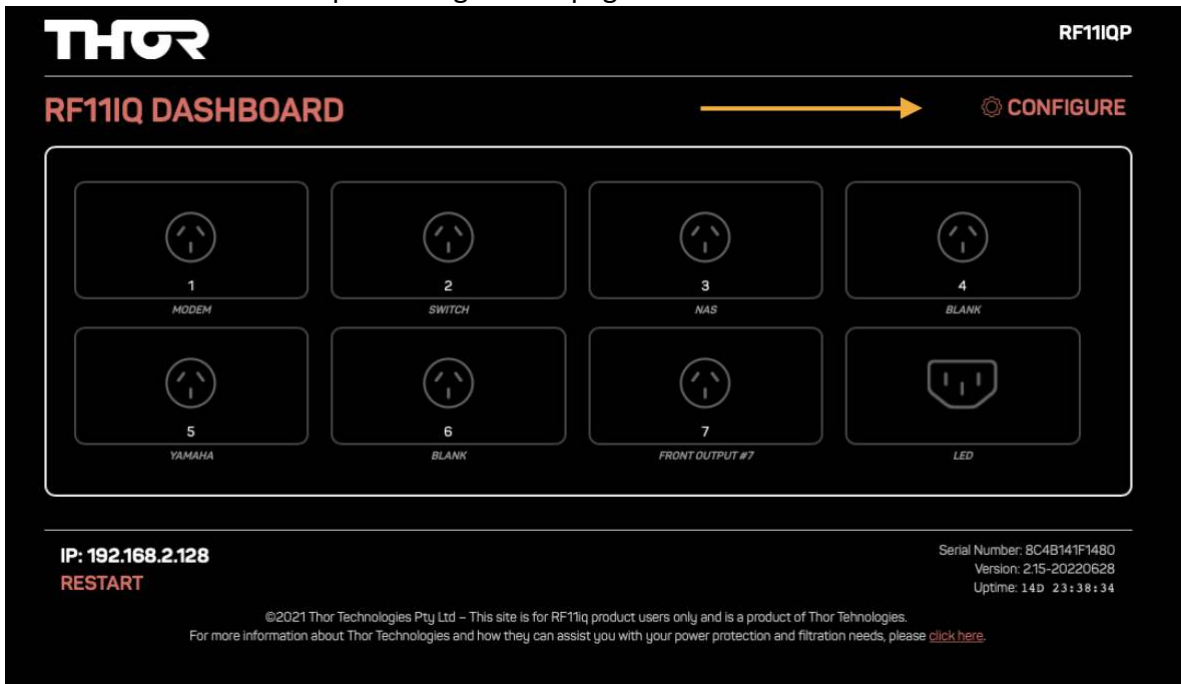 THOR
RF11IQP
RF11IQ DASHBOARD
CONFIGURE
1
2
3
4
MODEM
SWITCH
NAS
BLANK
5
6
7
YAMAHA
BLANK
FRONT OUTPUT #7
LED
IP: 192.168.2.128
RESTART
Serial Number: 8C4B141F1480
Version: 2.15-20220628
Uptime: 14D 23:38:34
©2021 Thor Technologies Pty Ltd – This site is for RF11iq product users only and is a product of Thor Tehnologies.
For more information about Thor Technologies and how they can assist you with your power protection and filtration needs, please click here.